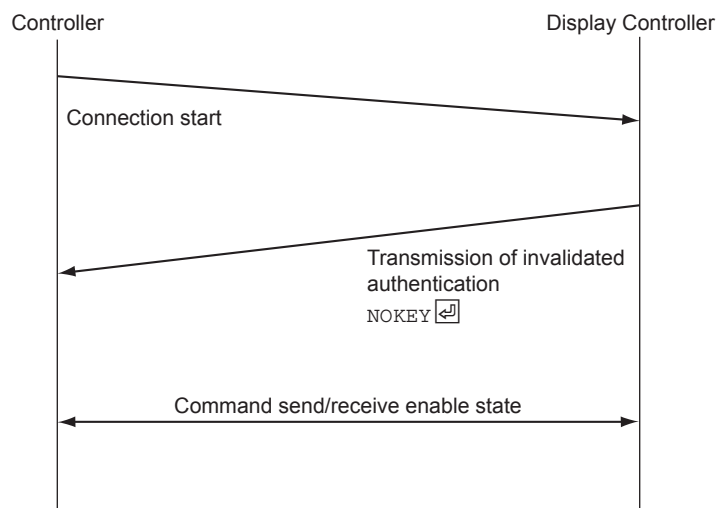 Controller
Display Controller
Connection start
Transmission of invalidated
authentication
NOKEY↵
Command send/receive enable state